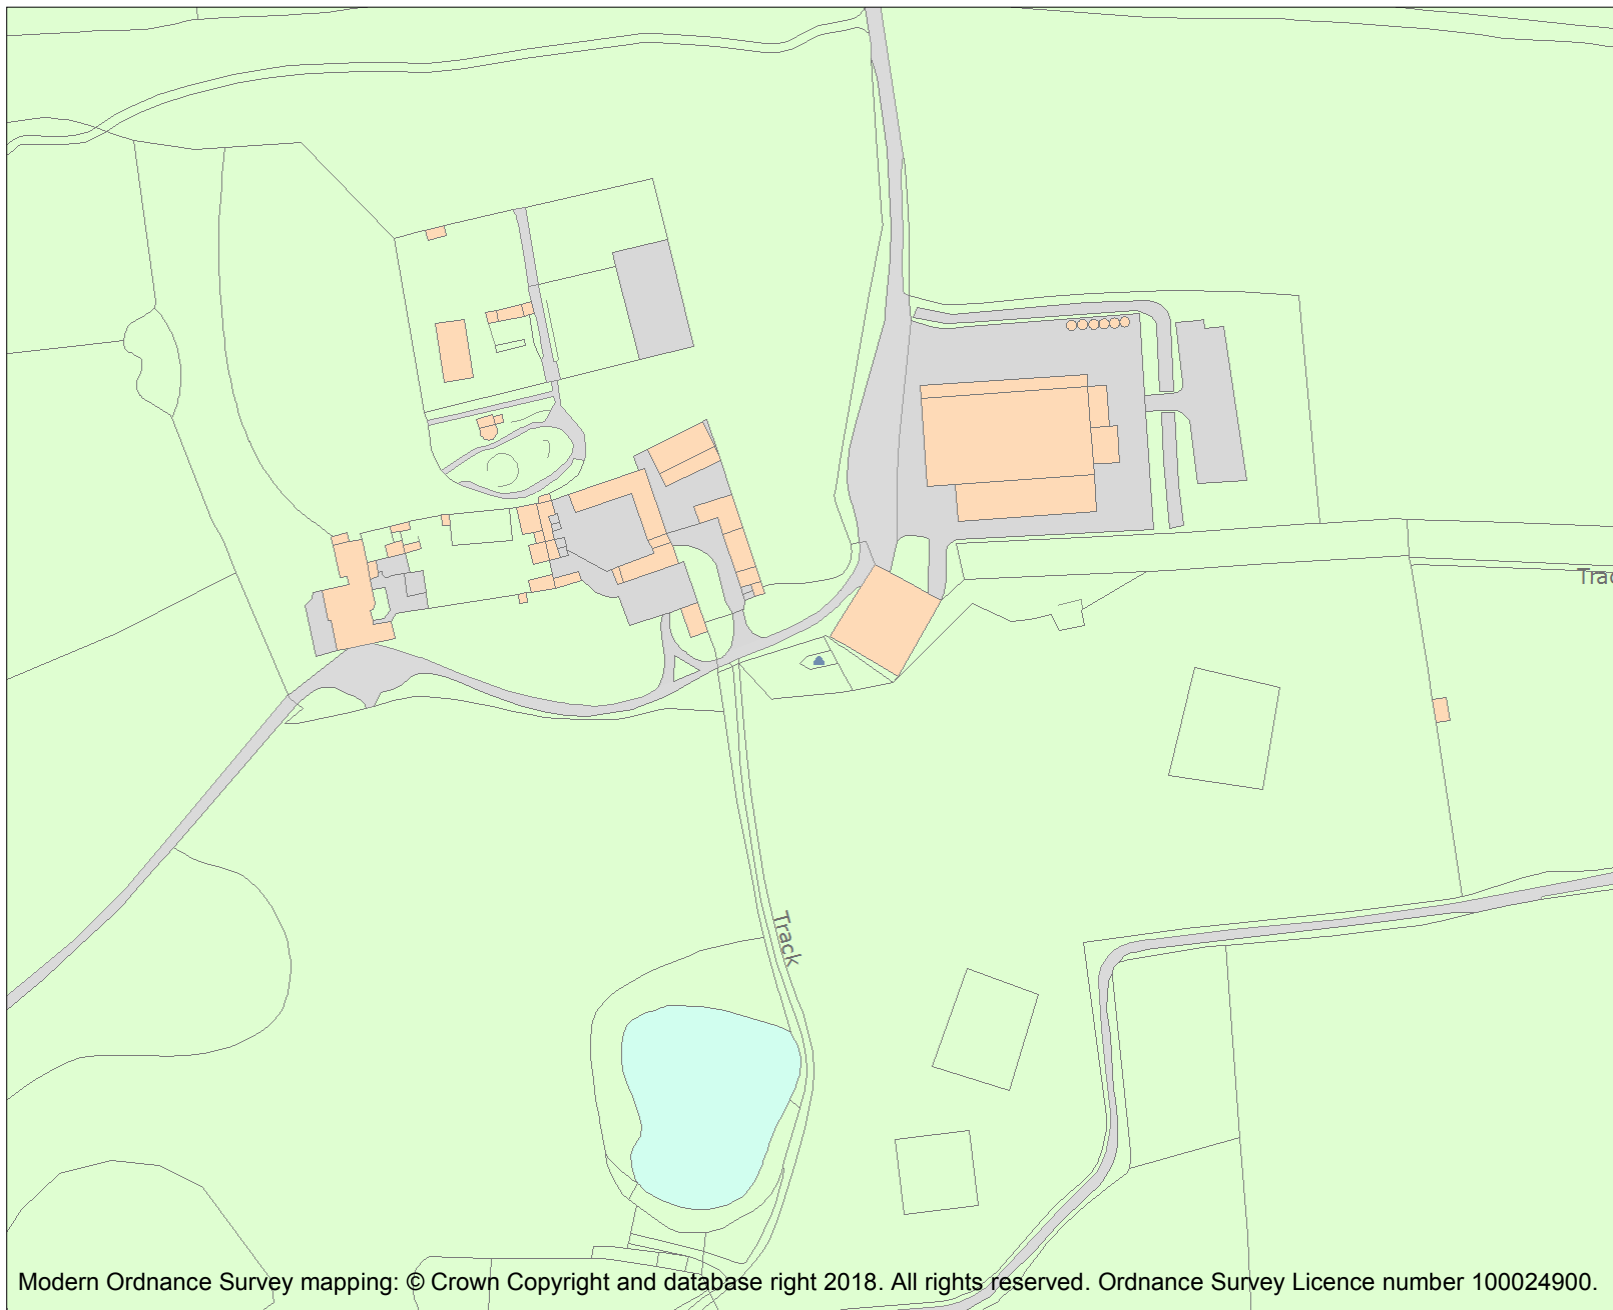 Trac
Track
Modern Ordnance Survey mapping: © Crown Copyright and database right 2018. All rights reserved. Ordnance Survey Licence number 100024900.